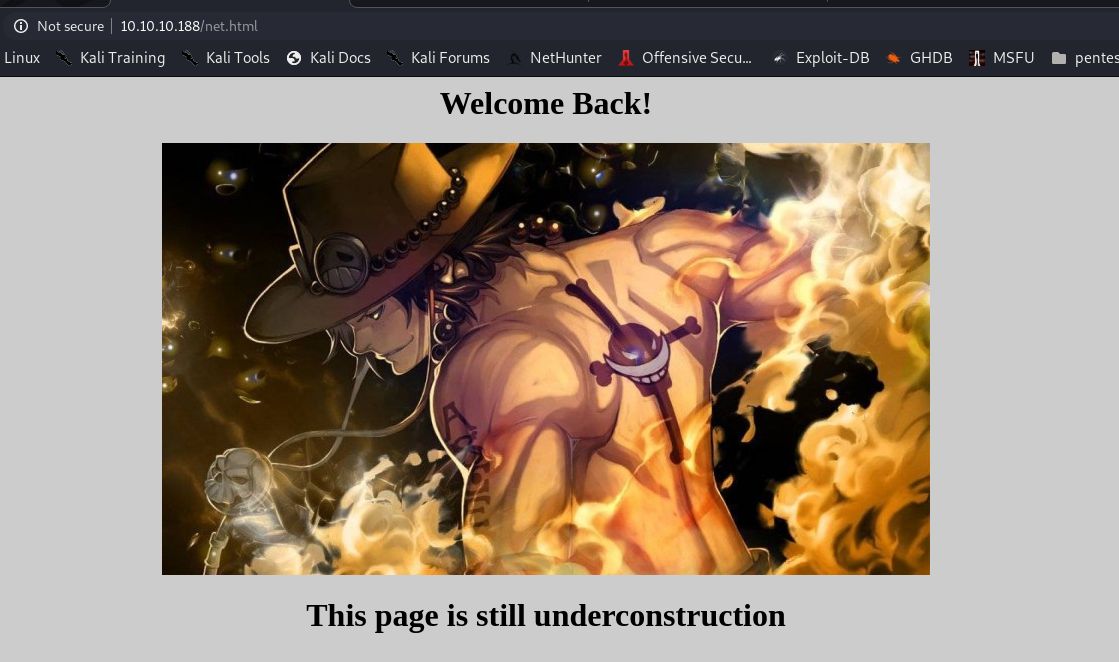 Not secure 10.10.10.188/net.html
Linux Kali Training Kali Tools Kali Docs Kali Forums NetHunter Offensive Secu... Exploit-DB GHDB MSFU pentes
Welcome Back!
This page is still underconstruction